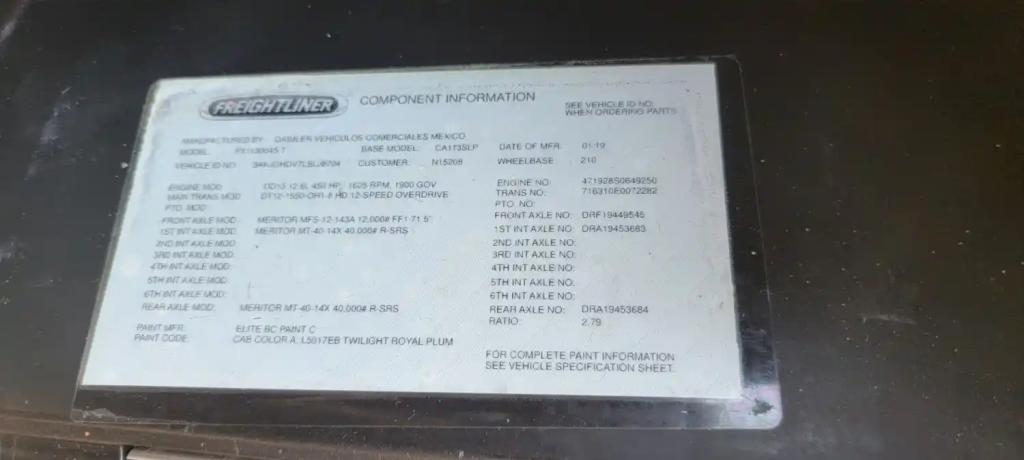 FREIGHTLINER COMPONENT INFORMATION
SEE VEHICLE ID NO.
WHEN ORDERING PARTS
MANUFACTURED BY: DAIMLER VEHICULOS COMERCIALES MEXICO
MODEL: BASE MODEL: CA113SLP DATE OF MFR: 01/19
VEHICLE ID NO: CUSTOMER: N15208 WHEELBASE: 210
ENGINE MOD: DD13 12.8L 450 HP, 1625 RPM, 1900 GOV ENGINE NO: 471928S0649250
MAIN TRANS MOD: HD 12-SPEED OVERDRIVE TRANS NO: 716310E0072282
PTO. MOD: PTO. NO:
FRONT AXLE MOD: MERITOR MFS-12-143A 12,000# FF1 71.5" FRONT AXLE NO: DRF19449545
1ST INT AXLE MOD: MERITOR MT-40-14X 40,000# R-SRS 1ST INT AXLE NO: DRA19453683
2ND INT AXLE MOD: 2ND INT AXLE NO:
3RD INT AXLE MOD: 3RD INT AXLE NO:
4TH INT AXLE MOD: 4TH INT AXLE NO:
5TH INT AXLE MOD: 5TH INT AXLE NO:
6TH INT AXLE MOD: 6TH INT AXLE NO:
REAR AXLE MOD: MERITOR MT-40-14X 40,000# R-SRS REAR AXLE NO: DRA19453684
RATIO: 2.79
PAINT MFR: ELITE BC PAINT C
PAINT CODE: CAB COLOR A: L5017EB TWILIGHT ROYAL PLUM
FOR COMPLETE PAINT INFORMATION
SEE VEHICLE SPECIFICATION SHEET.